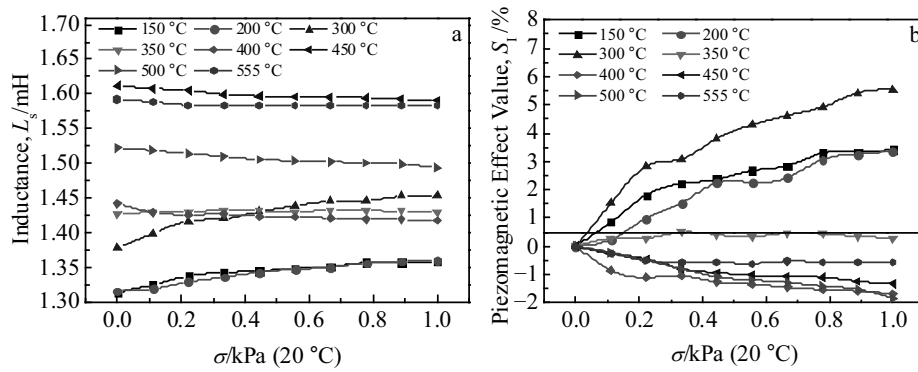 a
Inductance, Ls/mH
1.70
1.65
1.60
1.55
1.50
1.45
1.40
1.35
1.30
150 °C 200 °C 300 °C
350 °C 400 °C 450 °C
500 °C 555 °C
0.0 0.2 0.4 0.6 0.8 1.0
σ/kPa (20 °C)
b
Piezomagnetic Effect Value, SI/%
8
7
6
5
4
3
2
1
0
−1
−2
150 °C 200 °C
300 °C 350 °C
400 °C 450 °C
500 °C 555 °C
0.0 0.2 0.4 0.6 0.8 1.0
σ/kPa (20 °C)